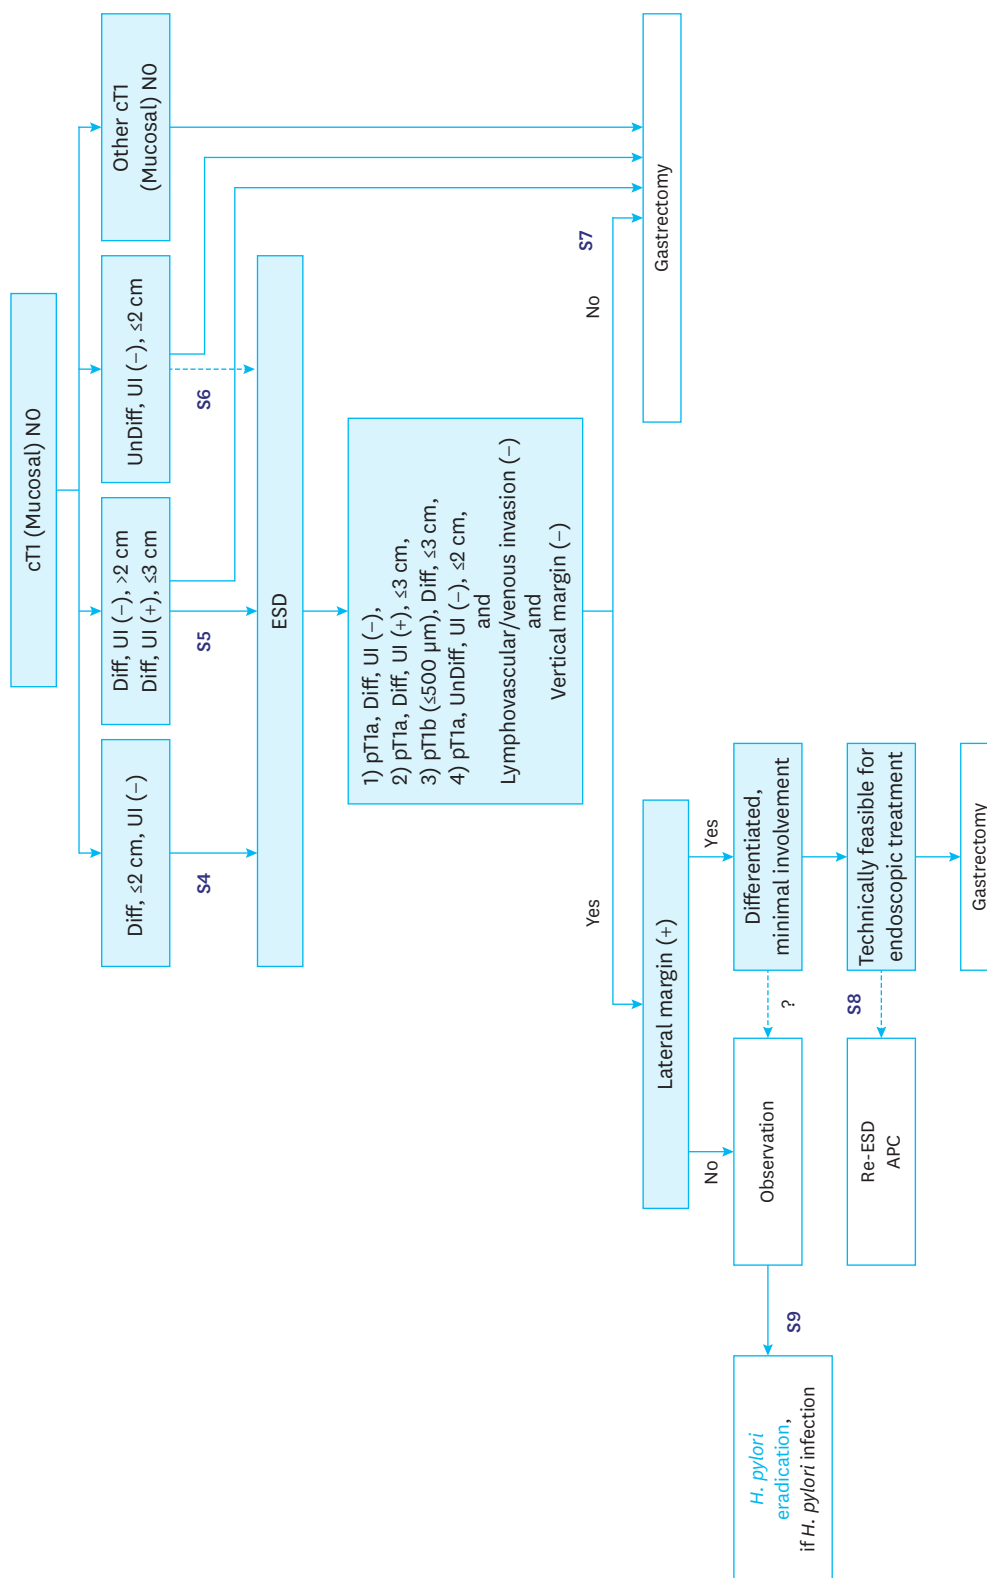 cT1 (Mucosal) N0
Diff, ≤2 cm, UI (−)
Diff, UI (−), >2 cm
Diff, UI (+), ≤3 cm
UnDiff, UI (−), ≤2 cm
Other cT1
(Mucosal) N0
S4
S5
S6
ESD
1) pT1a, Diff, UI (−),
2) pT1a, Diff, UI (+), ≤3 cm,
3) pT1b (≤500 μm), Diff, ≤3 cm,
4) pT1a, UnDiff, UI (−), ≤2 cm,
and
Lymphovascular/venous invasion (−)
and
Vertical margin (−)
Yes
No
S7
Lateral margin (+)
Gastrectomy
No
Yes
Observation
?
Differentiated,
minimal involvement
S9
S8
H. pylori
eradication,
if H. pylori infection
Re-ESD
APC
Technically feasible for
endoscopic treatment
Gastrectomy